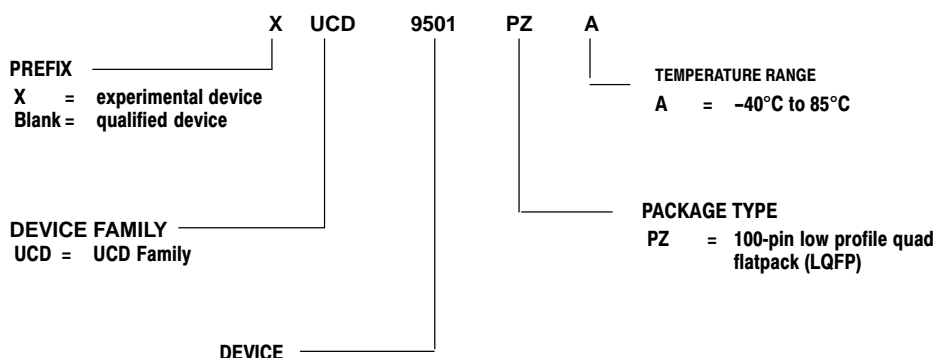 X UCD 9501 PZ A
PREFIX
X = experimental device
Blank = qualified device
TEMPERATURE RANGE
A = −40°C to 85°C
DEVICE FAMILY
UCD = UCD Family
PACKAGE TYPE
PZ = 100-pin low profile quad
flatpack (LQFP)
DEVICE